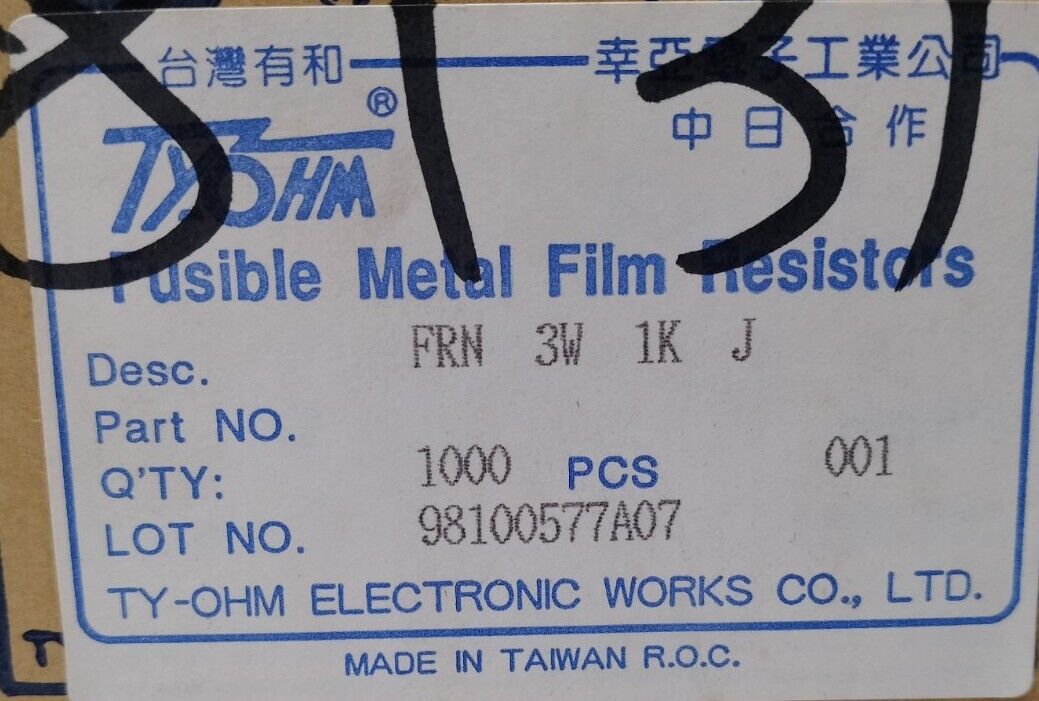 8131
台灣有和 幸亞電子工業公司
中日合作
TY-OHM ®
Fusible Metal Film Resistors
Desc. FRN 3W 1K J
Part NO.
Q'TY: 1000 PCS 001
LOT NO. 98100577A07
TY-OHM ELECTRONIC WORKS CO., LTD.
MADE IN TAIWAN R.O.C.